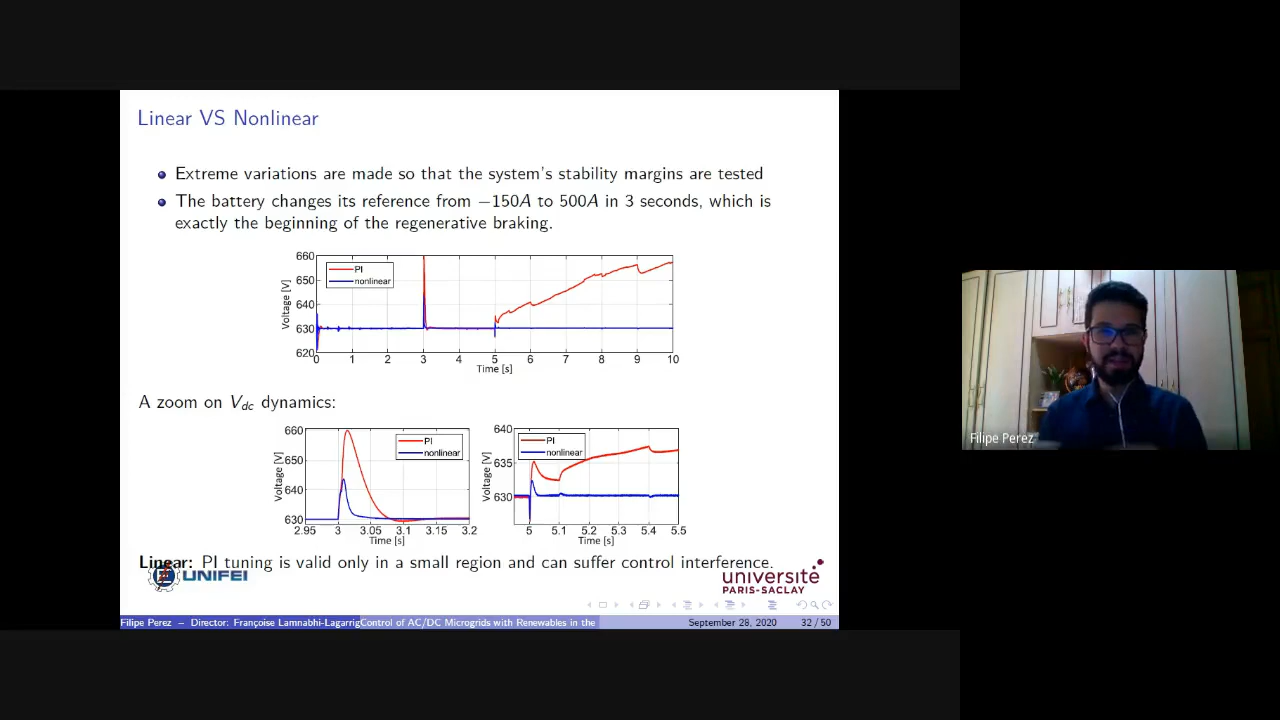 Linear VS Nonlinear
Extreme variations are made so that the system's stability margins are tested
The battery changes its reference from −150A to 500A in 3 seconds, which is
exactly the beginning of the regenerative braking.
660
650
640
630
620
Voltage [V]
PI
nonlinear
0 1 2 3 4 5 6 7 8 9 10
Time [s]
A zoom on Vdc dynamics:
660
650
640
630
Voltage [V]
PI
nonlinear
2.95 3 3.05 3.1 3.15 3.2
Time [s]
640
635
630
Voltage [V]
PI
nonlinear
5 5.1 5.2 5.3 5.4 5.5
Time [s]
Linear: PI tuning is valid only in a small region and can suffer control interference.
UNIFEI
université
PARIS-SACLAY
Filipe Perez – Director: Françoise Lamnabhi-Lagarrig
Control of AC/DC Microgrids with Renewables in the
September 28, 2020
32 / 50
Filipe Perez